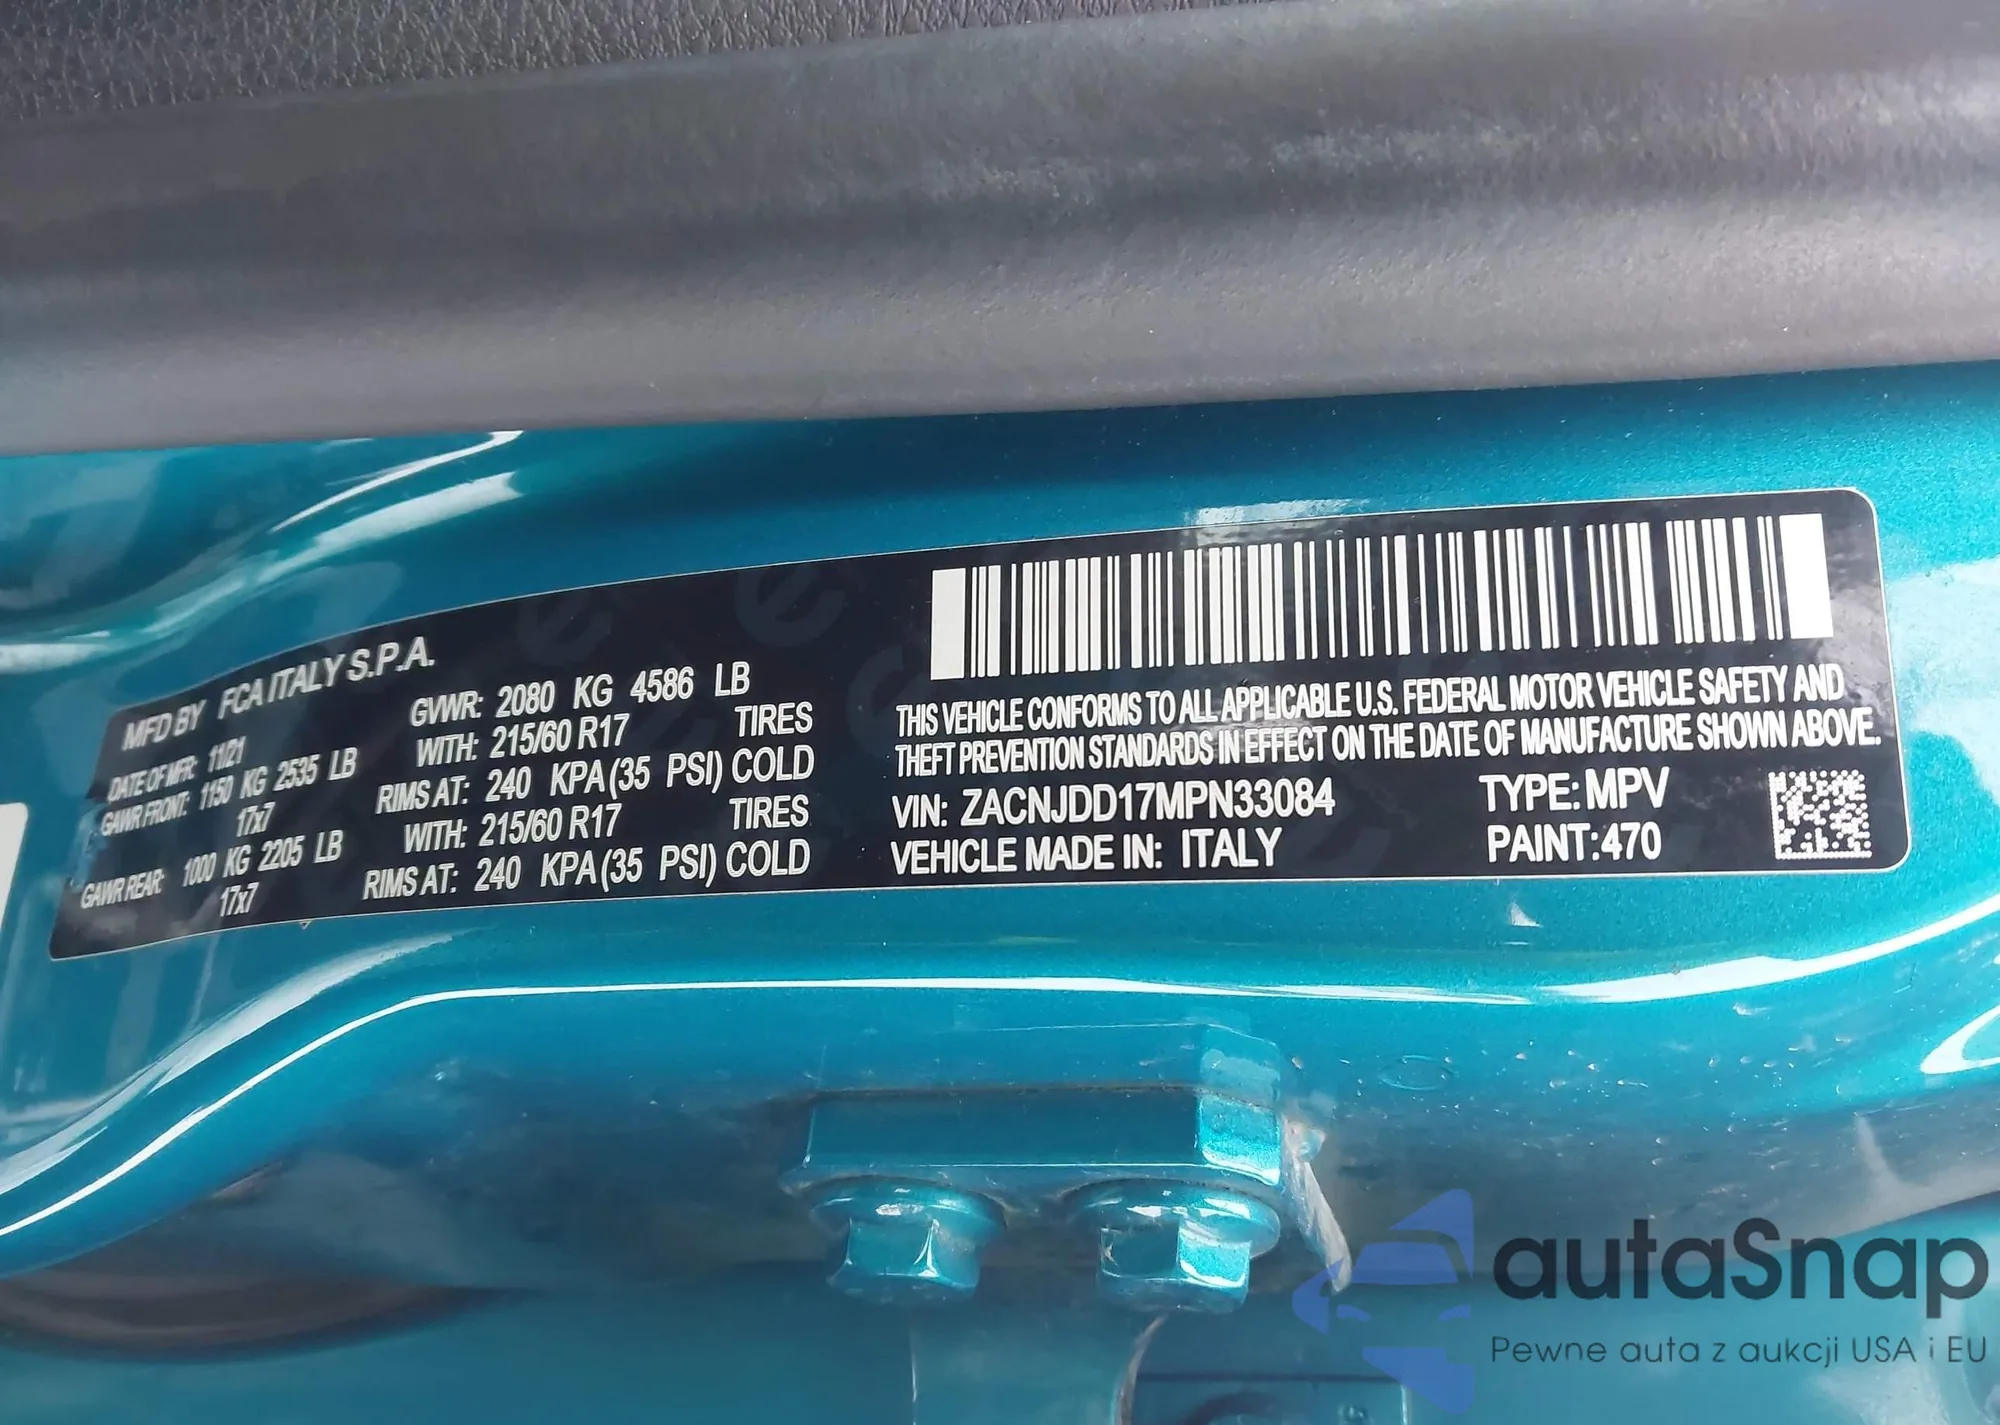 MFD BY FCA ITALY S.P.A.
DATE OF MFR: 11/21 GVWR: 2080 KG 4586 LB
GAWR FRONT: 1150 KG 2535 LB WITH: 215/60 R17 TIRES
17x7 RIMS AT: 240 KPA (35 PSI) COLD
GAWR REAR: 1000 KG 2205 LB WITH: 215/60 R17 TIRES
17x7 RIMS AT: 240 KPA (35 PSI) COLD
THIS VEHICLE CONFORMS TO ALL APPLICABLE U.S. FEDERAL MOTOR VEHICLE SAFETY AND
THEFT PREVENTION STANDARDS IN EFFECT ON THE DATE OF MANUFACTURE SHOWN ABOVE.
VIN: ZACNJDD17MPN33084 TYPE: MPV
VEHICLE MADE IN: ITALY PAINT: 470
autaSnap
Pewne auta z aukcji USA i EU